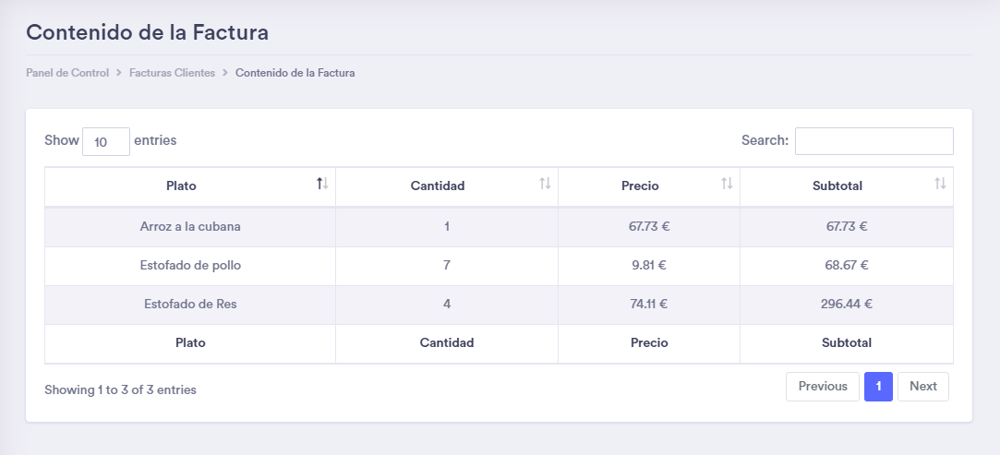 Contenido de la Factura
Panel de Control > Facturas Clientes > Contenido de la Factura
Show 10 entries Search:
Plato Cantidad Precio Subtotal
Arroz a la cubana 1 67.73 €
67.73 €
Estofado de pollo 7 9.81 € 68.67 €
Estofado de Res 4 74.11 € 296.44 €
Plato Cantidad Precio Subtotal
Showing 1 to 3 of 3 entries Previous 1 Next